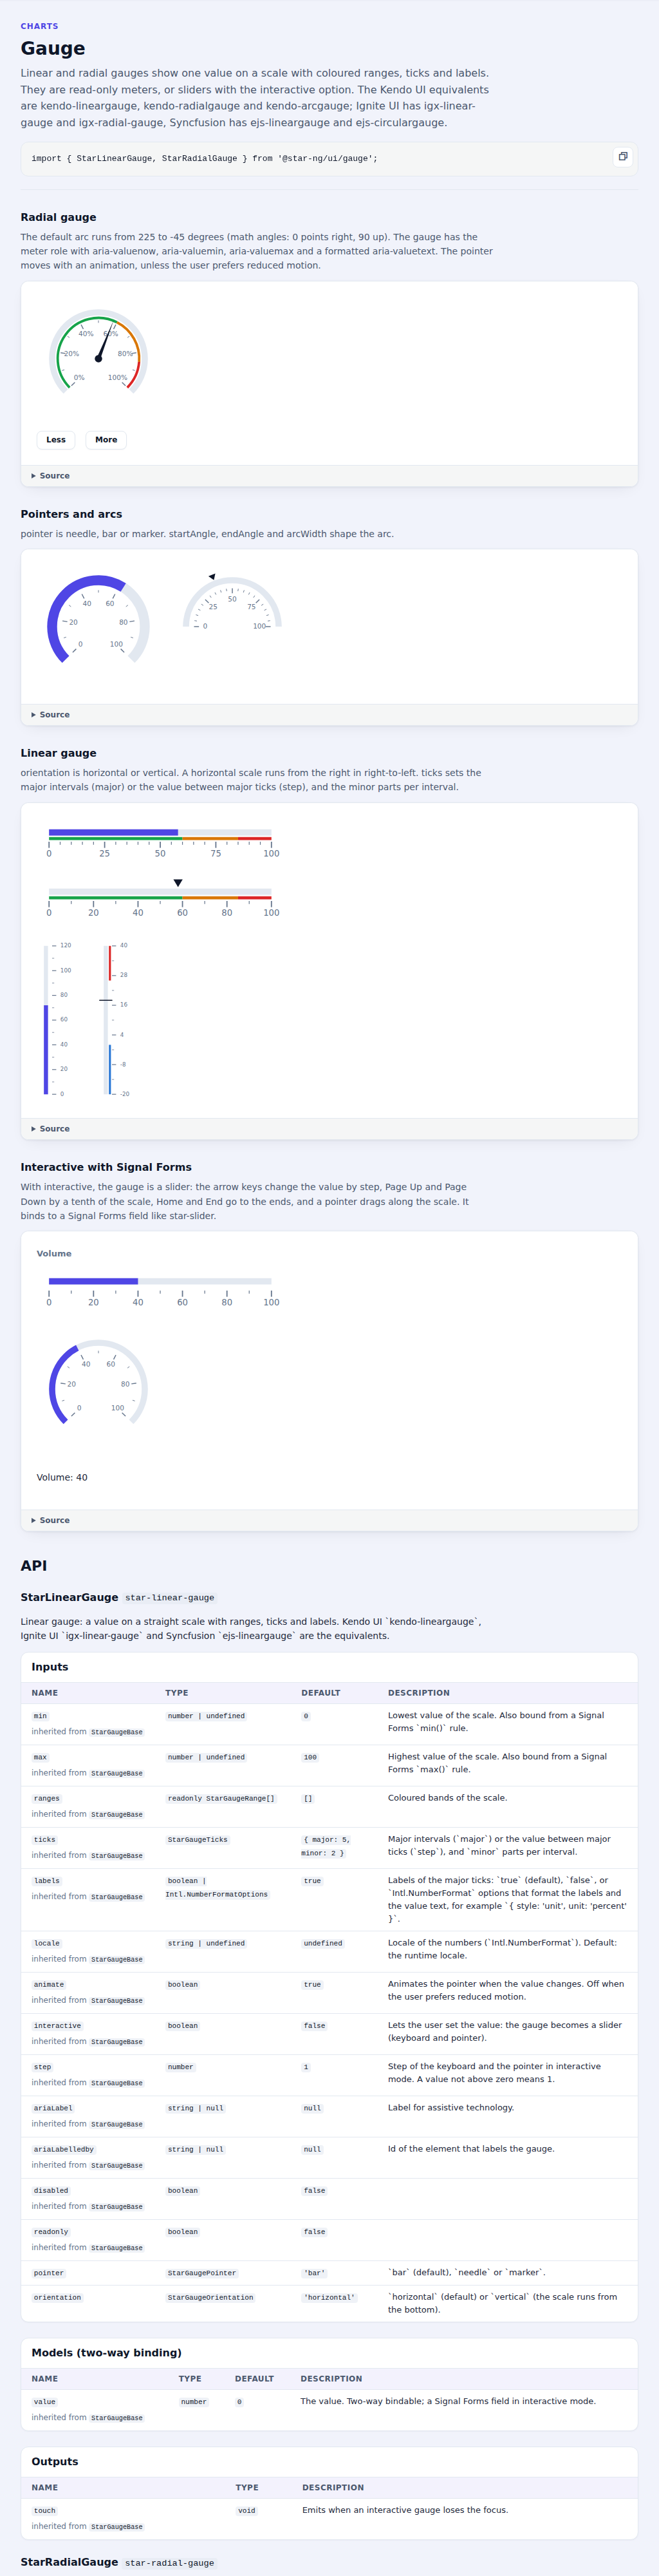 CHARTS
Gauge
Linear and radial gauges show one value on a scale with coloured ranges, ticks and labels.
They are read-only meters, or sliders with the interactive option. The Kendo UI equivalents
are kendo-lineargauge, kendo-radialgauge and kendo-arcgauge; Ignite UI has igx-linear-
gauge and igx-radial-gauge, Syncfusion has ejs-lineargauge and ejs-circulargauge.
import { StarLinearGauge, StarRadialGauge } from '@star-ng/ui/gauge';
Radial gauge
The default arc runs from 225 to -45 degrees (math angles: 0 points right, 90 up). The gauge has the
meter role with aria-valuenow, aria-valuemin, aria-valuemax and a formatted aria-valuetext. The pointer
moves with an animation, unless the user prefers reduced motion.
40% 60%
20% 80%
0% 100%
Less More
Source
Pointers and arcs
pointer is needle, bar or marker. startAngle, endAngle and arcWidth shape the arc.
40 60
20 80
0 100
50
25 75
0 100
Source
Linear gauge
orientation is horizontal or vertical. A horizontal scale runs from the right in right-to-left. ticks sets the
major intervals (major) or the value between major ticks (step), and the minor parts per interval.
0 25 50 75 100
0 20 40 60 80 100
120 40
100 28
80 16
60
40 4
20 -8
0 -20
Source
Interactive with Signal Forms
With interactive, the gauge is a slider: the arrow keys change the value by step, Page Up and Page
Down by a tenth of the scale, Home and End go to the ends, and a pointer drags along the scale. It
binds to a Signal Forms field like star-slider.
Volume
0 20 40 60 80 100
40 60
20 80
0 100
Volume: 40
Source
API
StarLinearGauge star-linear-gauge
Linear gauge: a value on a straight scale with ranges, ticks and labels. Kendo UI `kendo-lineargauge`,
Ignite UI `igx-linear-gauge` and Syncfusion `ejs-lineargauge` are the equivalents.
Inputs
NAME TYPE DEFAULT DESCRIPTION
min number | undefined 0 Lowest value of the scale. Also bound from a Signal
inherited from StarGaugeBase Forms `min()` rule.
max number | undefined 100 Highest value of the scale. Also bound from a Signal
inherited from StarGaugeBase Forms `max()` rule.
ranges readonly StarGaugeRange[] [] Coloured bands of the scale.
inherited from StarGaugeBase
ticks StarGaugeTicks { major: 5, Major intervals (`major`) or the value between major
inherited from StarGaugeBase minor: 2 } ticks (`step`), and `minor` parts per interval.
labels boolean | true Labels of the major ticks: `true` (default), `false`, or
inherited from StarGaugeBase Intl.NumberFormatOptions `Intl.NumberFormat` options that format the labels and
the value text, for example `{ style: 'unit', unit: 'percent'
}`.
locale string | undefined undefined Locale of the numbers (`Intl.NumberFormat`). Default:
inherited from StarGaugeBase the runtime locale.
animate boolean true Animates the pointer when the value changes. Off when
inherited from StarGaugeBase the user prefers reduced motion.
interactive boolean false Lets the user set the value: the gauge becomes a slider
inherited from StarGaugeBase (keyboard and pointer).
step number 1 Step of the keyboard and the pointer in interactive
inherited from StarGaugeBase mode. A value not above zero means 1.
ariaLabel string | null null Label for assistive technology.
inherited from StarGaugeBase
ariaLabelledby string | null null Id of the element that labels the gauge.
inherited from StarGaugeBase
disabled boolean false
inherited from StarGaugeBase
readonly boolean false
inherited from StarGaugeBase
pointer StarGaugePointer 'bar' `bar` (default), `needle` or `marker`.
orientation StarGaugeOrientation 'horizontal' `horizontal` (default) or `vertical` (the scale runs from
the bottom).
Models (two-way binding)
NAME TYPE DEFAULT DESCRIPTION
value number 0 The value. Two-way bindable; a Signal Forms field in interactive mode.
inherited from StarGaugeBase
Outputs
NAME TYPE DESCRIPTION
touch void Emits when an interactive gauge loses the focus.
inherited from StarGaugeBase
StarRadialGauge star-radial-gauge